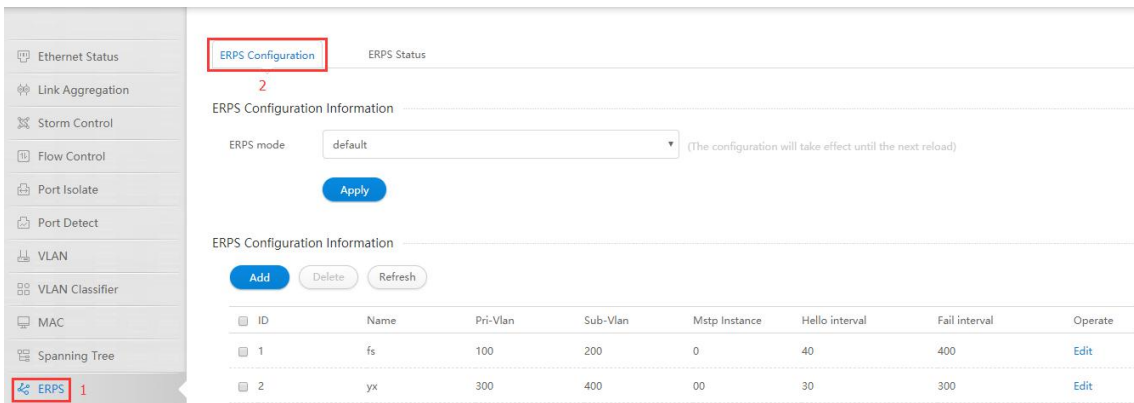 Ethernet Status
Link Aggregation
Storm Control
Flow Control
Port Isolate
Port Detect
VLAN
VLAN Classifier
MAC
Spanning Tree
ERPS 1
ERPS Configuration ERPS Status
2
ERPS Configuration Information
ERPS mode default (The configuration will take effect until the next reload)
Apply
ERPS Configuration Information
Add Delete Refresh
ID Name Pri-Vlan Sub-Vlan Mstp Instance Hello interval Fail interval Operate
1 fs 100 200 0 40 400 Edit
2 yx 300 400 00 30 300 Edit